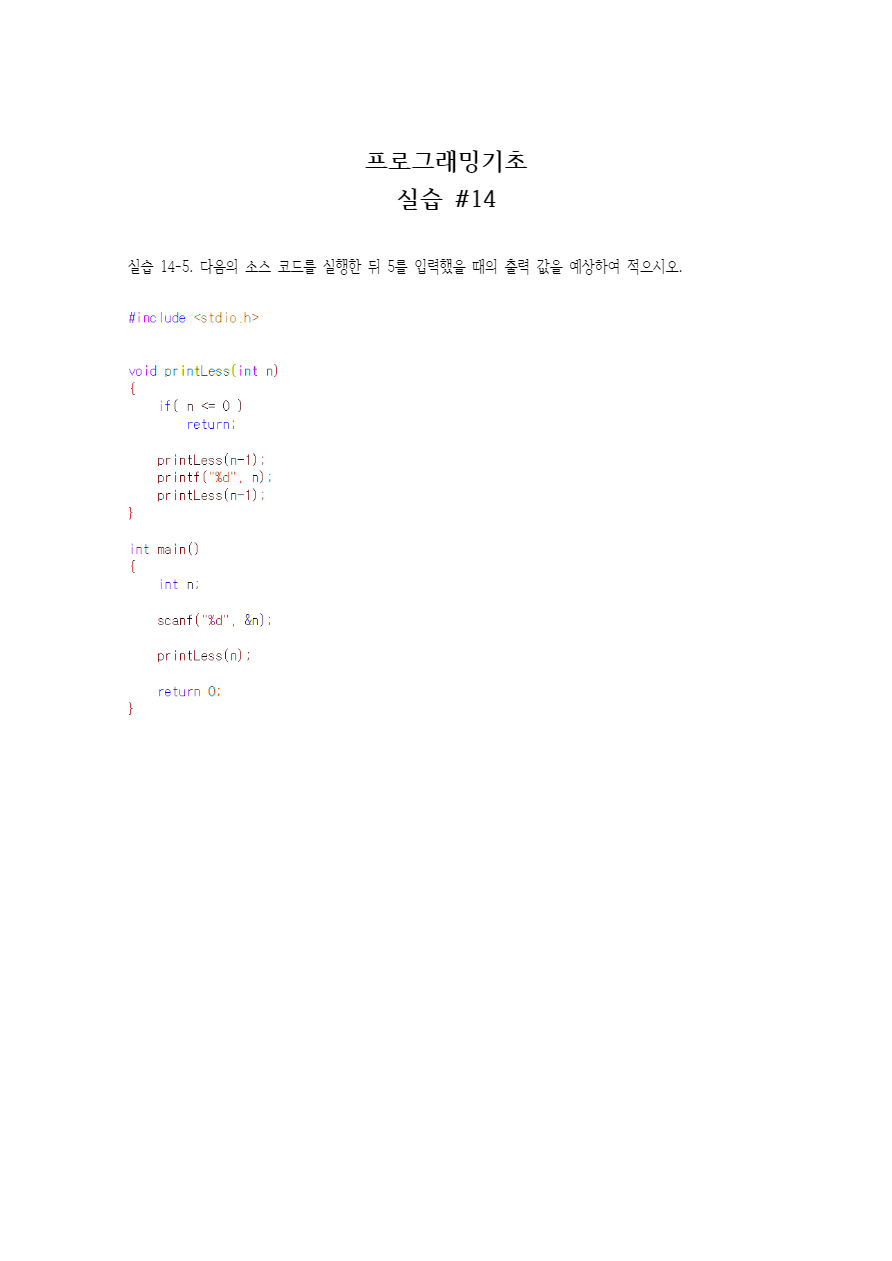 프로그래밍기초
실습 #14
실습 14-5. 다음의 소스 코드를 실행한 뒤 5를 입력했을 때의 출력 값을 예상하여 적으시오.
#include <stdio.h>
void printLess(int n)
{
    if( n <= 0 )
        return;
    printLess(n-1);
    printf("%d", n);
    printLess(n-1);
}
int main()
{
    int n;
    scanf("%d", &n);
    printLess(n);
    return 0;
}